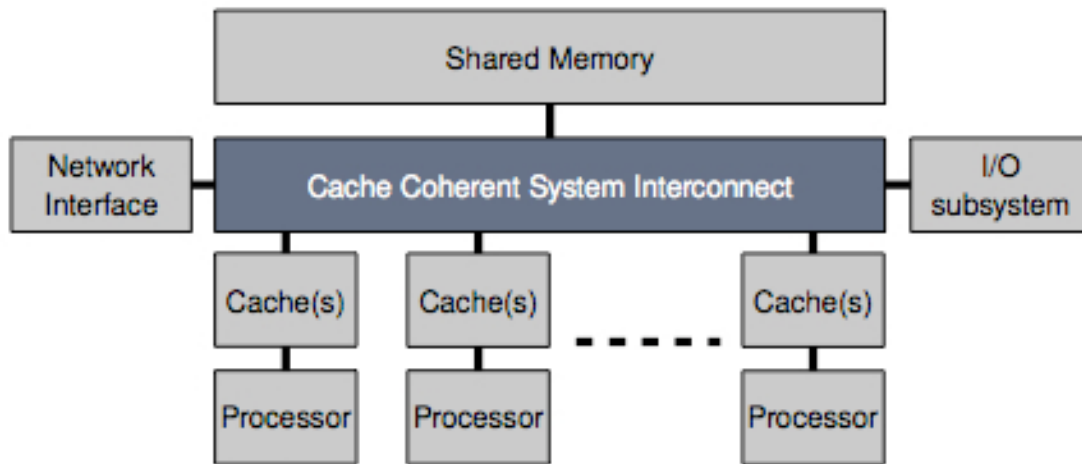 Shared Memory
Network
Interface
Cache Coherent System Interconnect
I/O
subsystem
Cache(s)
Cache(s)
Cache(s)
Processor
Processor
Processor